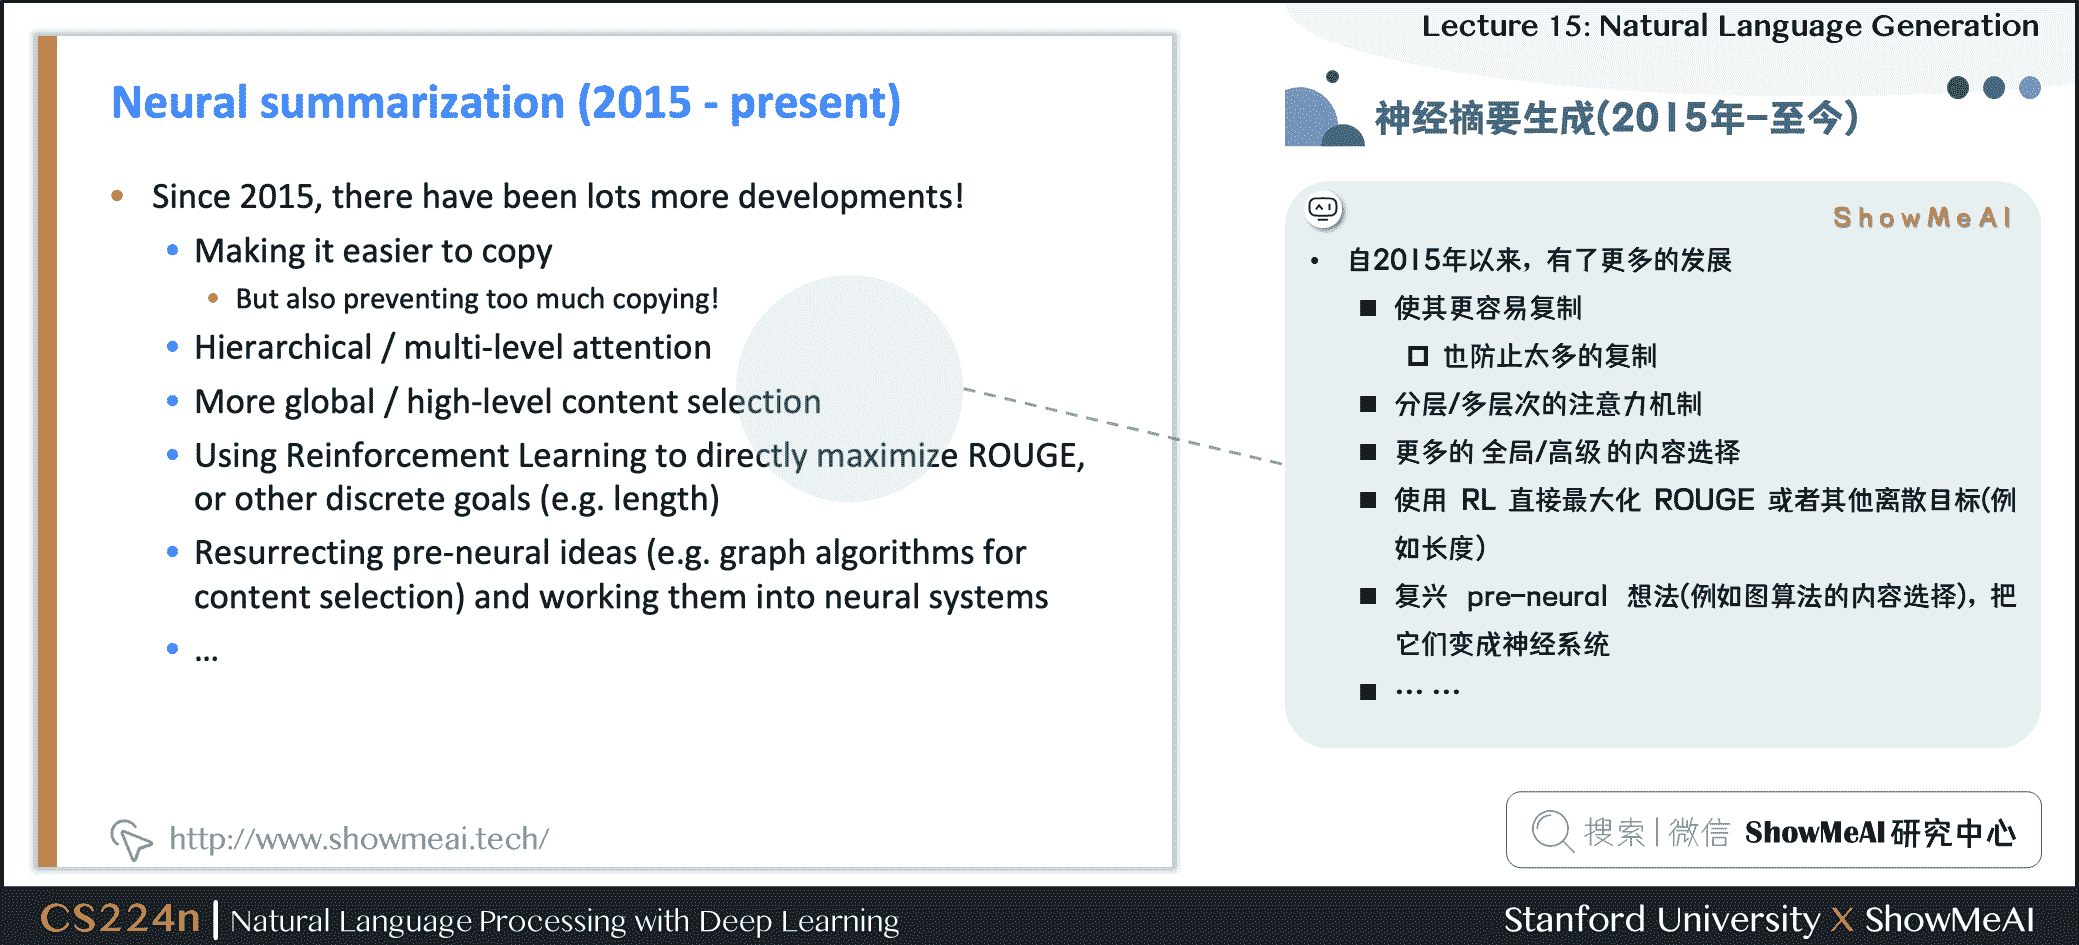 Lecture 15: Natural Language Generation
Neural summarization (2015 - present)
• Since 2015, there have been lots more developments!
• Making it easier to copy
• But also preventing too much copying!
• Hierarchical / multi-level attention
• More global / high-level content selection
• Using Reinforcement Learning to directly maximize ROUGE,
or other discrete goals (e.g. length)
• Resurrecting pre-neural ideas (e.g. graph algorithms for
content selection) and working them into neural systems
• ...
http://www.showmeai.tech/
神经摘要生成(2015年-至今)
ShowMeAI
• 自2015年以来，有了更多的发展
■ 使其更容易复制
□ 也防止太多的复制
■ 分层/多层次的注意力机制
■ 更多的 全局/高级 的内容选择
■ 使用 RL 直接最大化 ROUGE 或者其他离散目标(例
如长度)
■ 复兴 pre-neural 想法(例如图算法的内容选择)，把
它们变成神经系统
■ … …
搜索|微信 ShowMeAI研究中心
CS224n | Natural Language Processing with Deep Learning
Stanford University X ShowMeAI